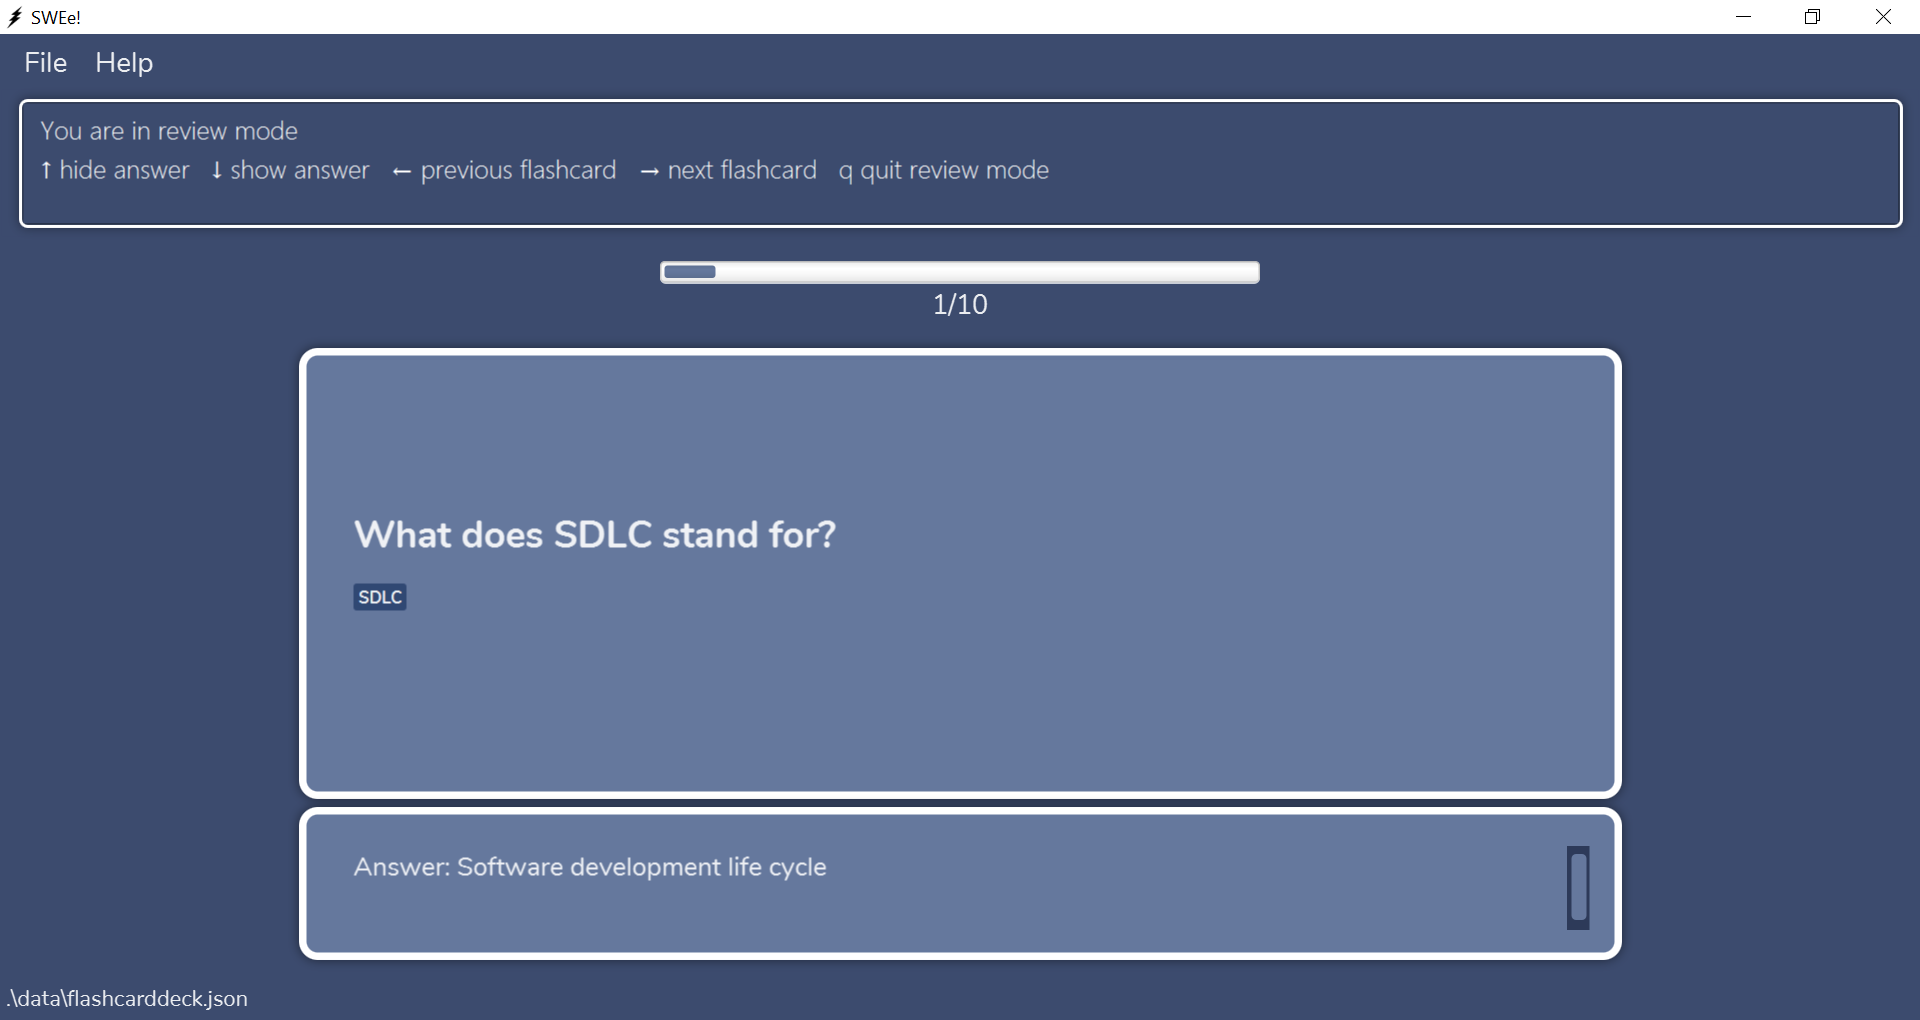 SWEe!
File Help
You are in review mode
↑ hide answer ↓ show answer ← previous flashcard → next flashcard q quit review mode
1/10
What does SDLC stand for?
SDLC
Answer: Software development life cycle
.\data\flashcarddeck.json